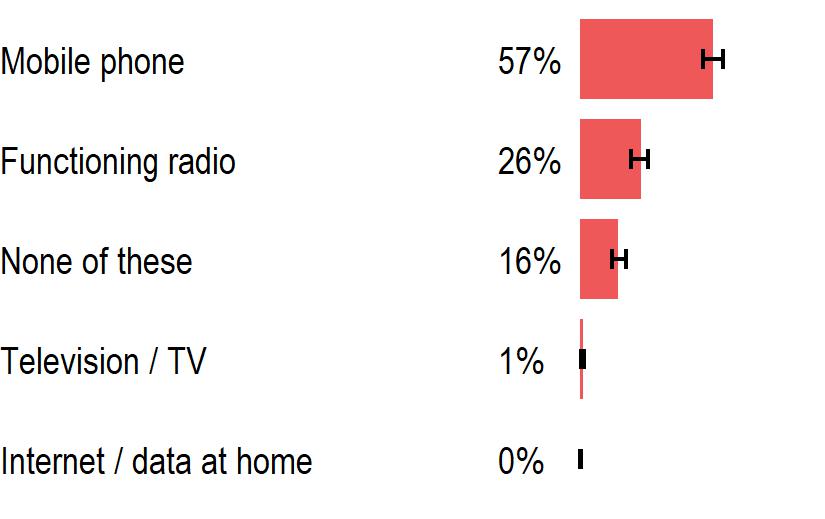 Mobile phone 57%
Functioning radio 26%
None of these 16%
Television / TV 1%
Internet / data at home 0%